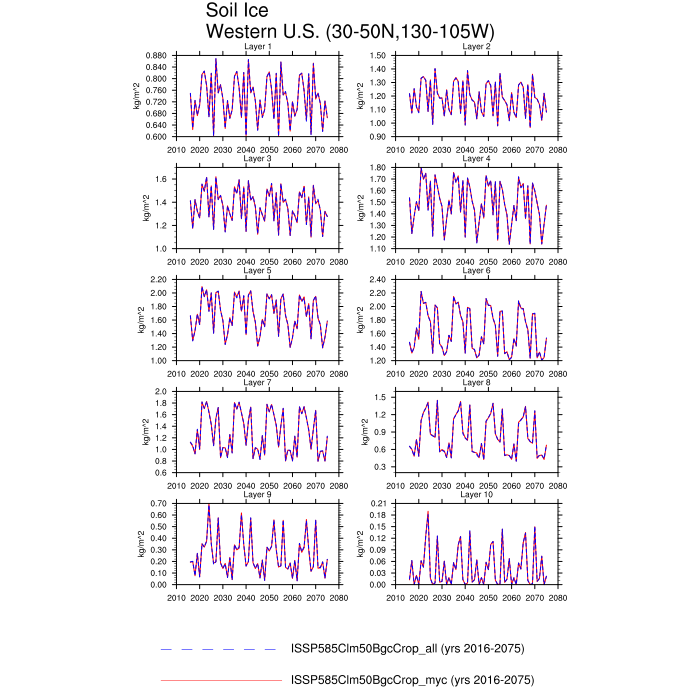 Soil Ice
Western U.S. (30-50N,130-105W)
Layer 1
Layer 2
kg/m^2
0.880
0.840
0.800
0.760
0.720
0.680
0.640
0.600
2010 2020 2030 2040 2050 2060 2070 2080
kg/m^2
1.50
1.40
1.30
1.20
1.10
1.00
0.90
2010 2020 2030 2040 2050 2060 2070 2080
Layer 3
Layer 4
kg/m^2
1.6
1.4
1.2
1.0
2010 2020 2030 2040 2050 2060 2070 2080
kg/m^2
1.80
1.70
1.60
1.50
1.40
1.30
1.20
1.10
2010 2020 2030 2040 2050 2060 2070 2080
Layer 5
Layer 6
kg/m^2
2.20
2.00
1.80
1.60
1.40
1.20
1.00
2010 2020 2030 2040 2050 2060 2070 2080
kg/m^2
2.40
2.20
2.00
1.80
1.60
1.40
1.20
2010 2020 2030 2040 2050 2060 2070 2080
Layer 7
Layer 8
kg/m^2
2.0
1.8
1.6
1.4
1.2
1.0
0.8
0.6
2010 2020 2030 2040 2050 2060 2070 2080
kg/m^2
1.5
1.2
0.9
0.6
0.3
2010 2020 2030 2040 2050 2060 2070 2080
Layer 9
Layer 10
kg/m^2
0.70
0.60
0.50
0.40
0.30
0.20
0.10
0.00
2010 2020 2030 2040 2050 2060 2070 2080
kg/m^2
0.21
0.18
0.15
0.12
0.09
0.06
0.03
0.00
2010 2020 2030 2040 2050 2060 2070 2080
ISSP585Clm50BgcCrop_all (yrs 2016-2075)
ISSP585Clm50BgcCrop_myc (yrs 2016-2075)